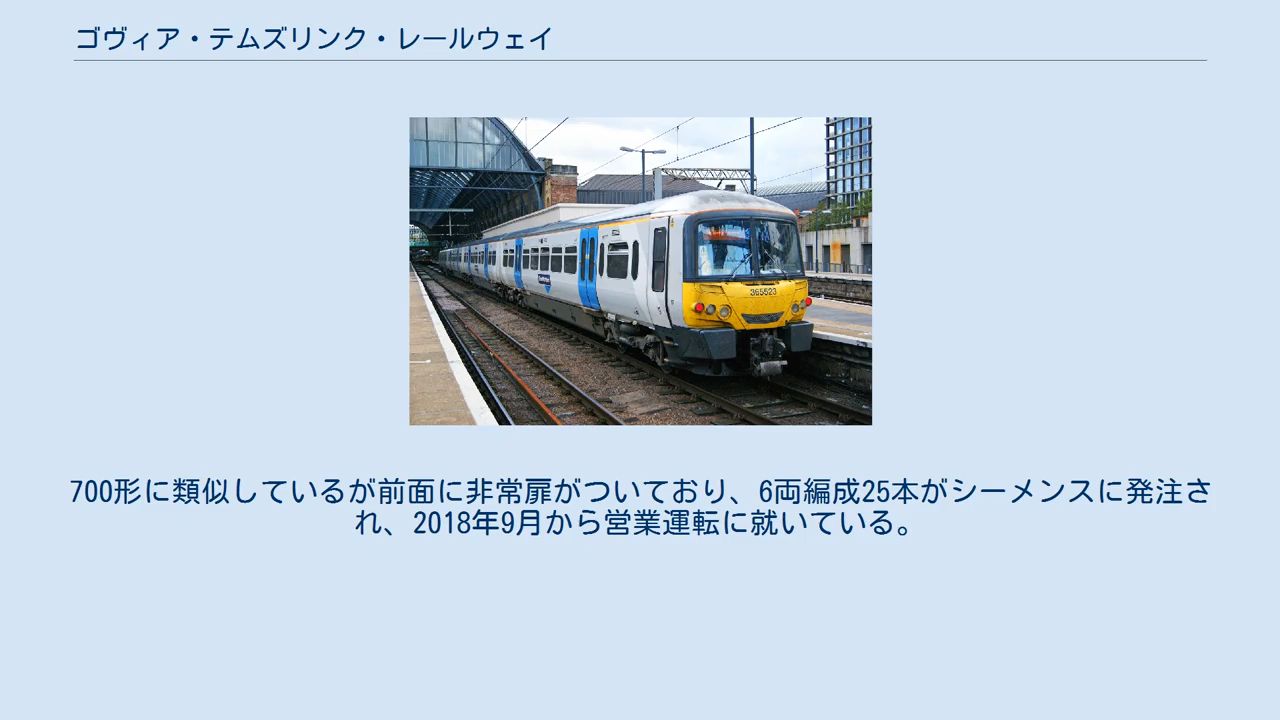 ゴヴィア・テムズリンク・レールウェイ
365523
700形に類似しているが前面に非常扉がついており、6両編成25本がシーメンスに発注さ
れ、2018年9月から営業運転に就いている。